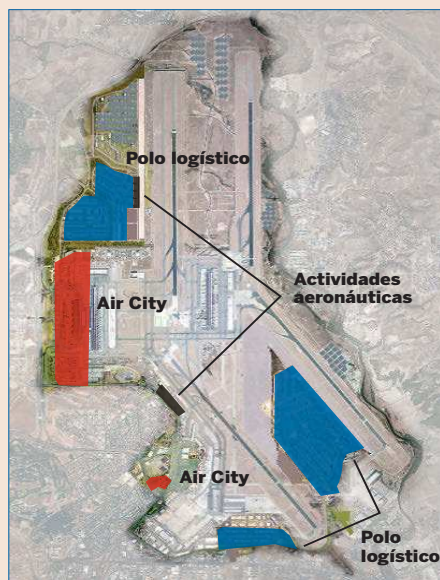 Polo logístico
Actividades
aeronáuticas
Air City
Air City
Polo
logístico